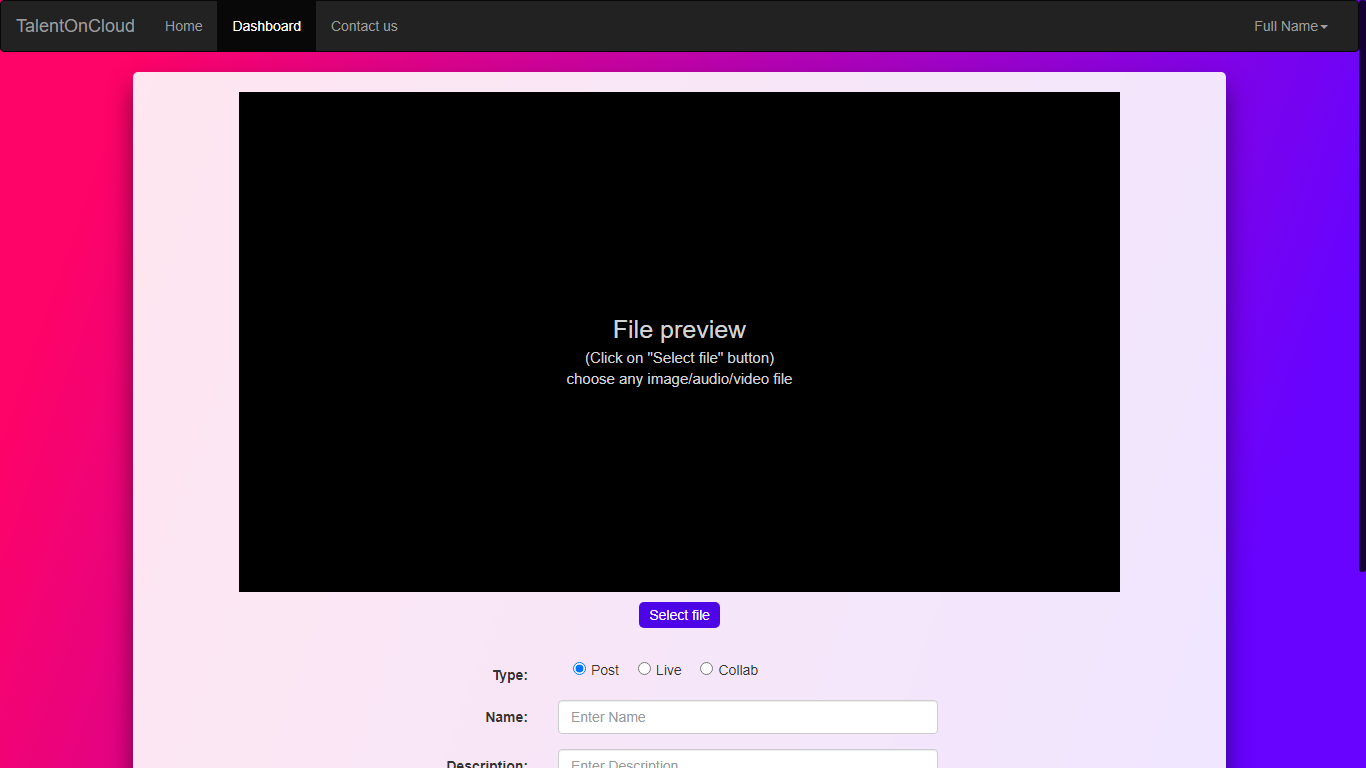 TalentOnCloud Home Dashboard Contact us Full Name
File preview
(Click on "Select file" button)
choose any image/audio/video file
Select file
Type: Post Live Collab
Name: Enter Name
Description: Enter Description